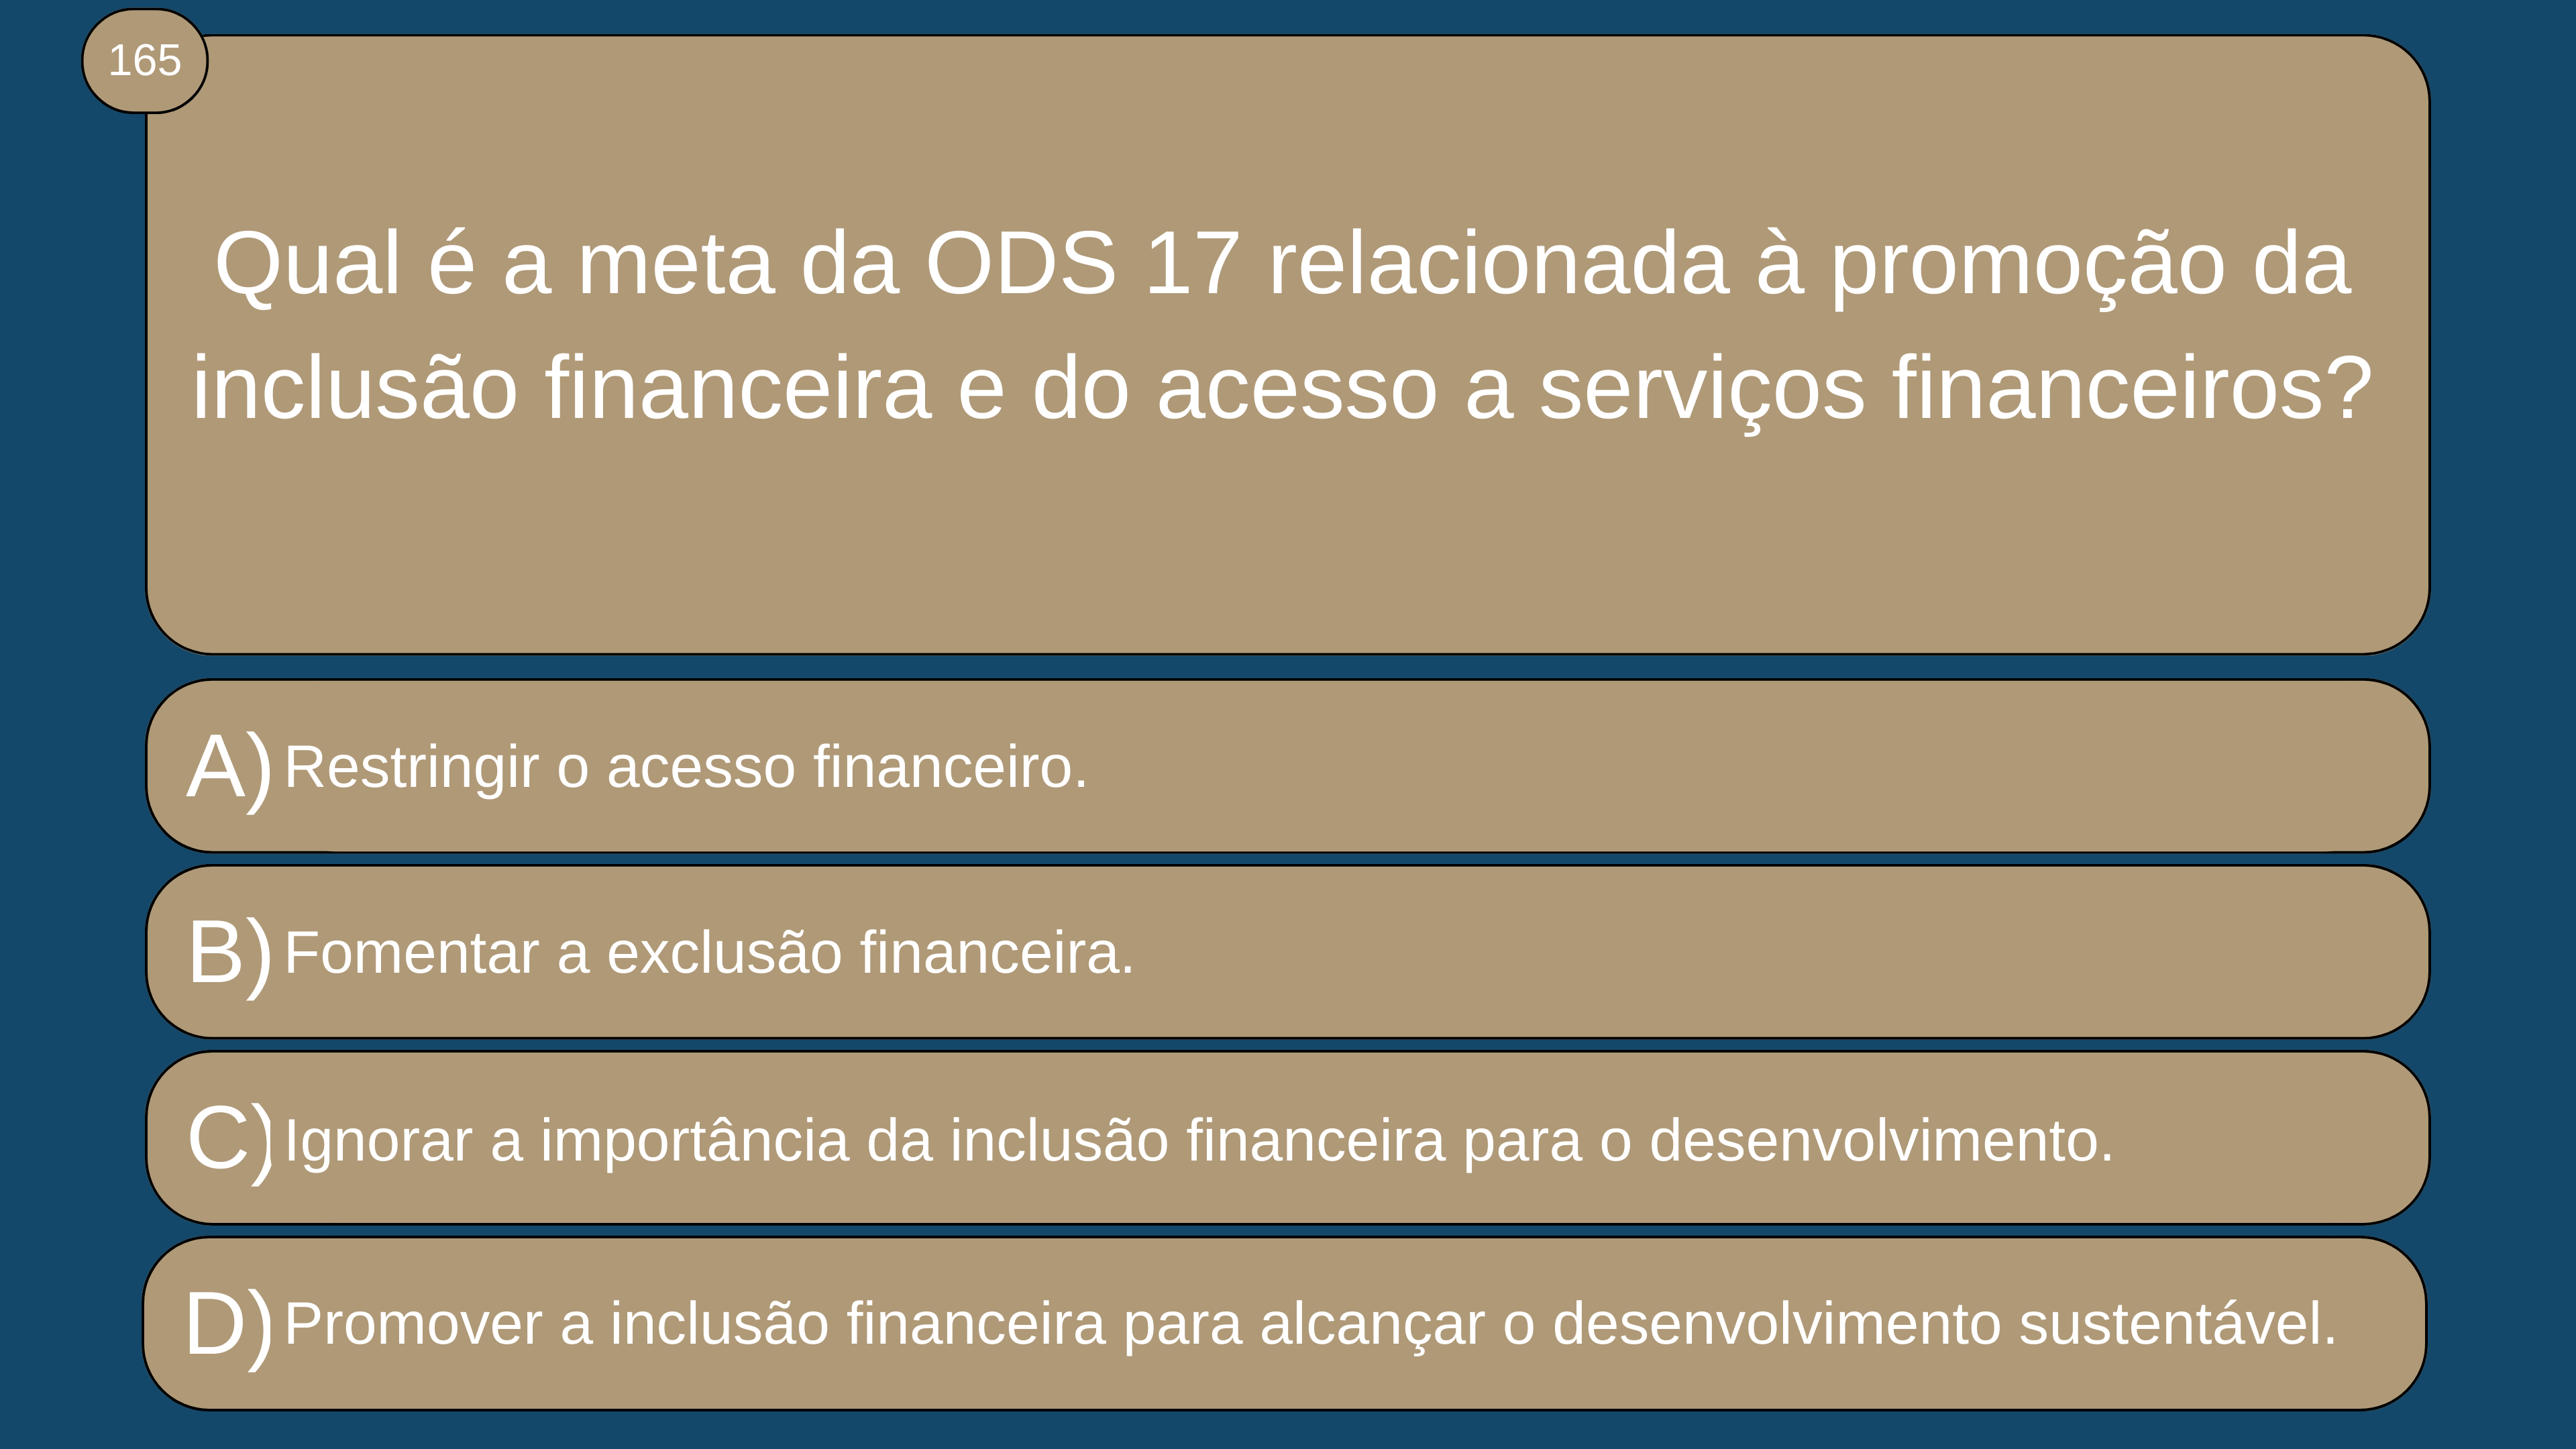 165
Qual é a meta da ODS 17 relacionada à promoção da
inclusão financeira e do acesso a serviços financeiros?
A) Restringir o acesso financeiro.
B) Fomentar a exclusão financeira.
C) Ignorar a importância da inclusão financeira para o desenvolvimento.
D) Promover a inclusão financeira para alcançar o desenvolvimento sustentável.